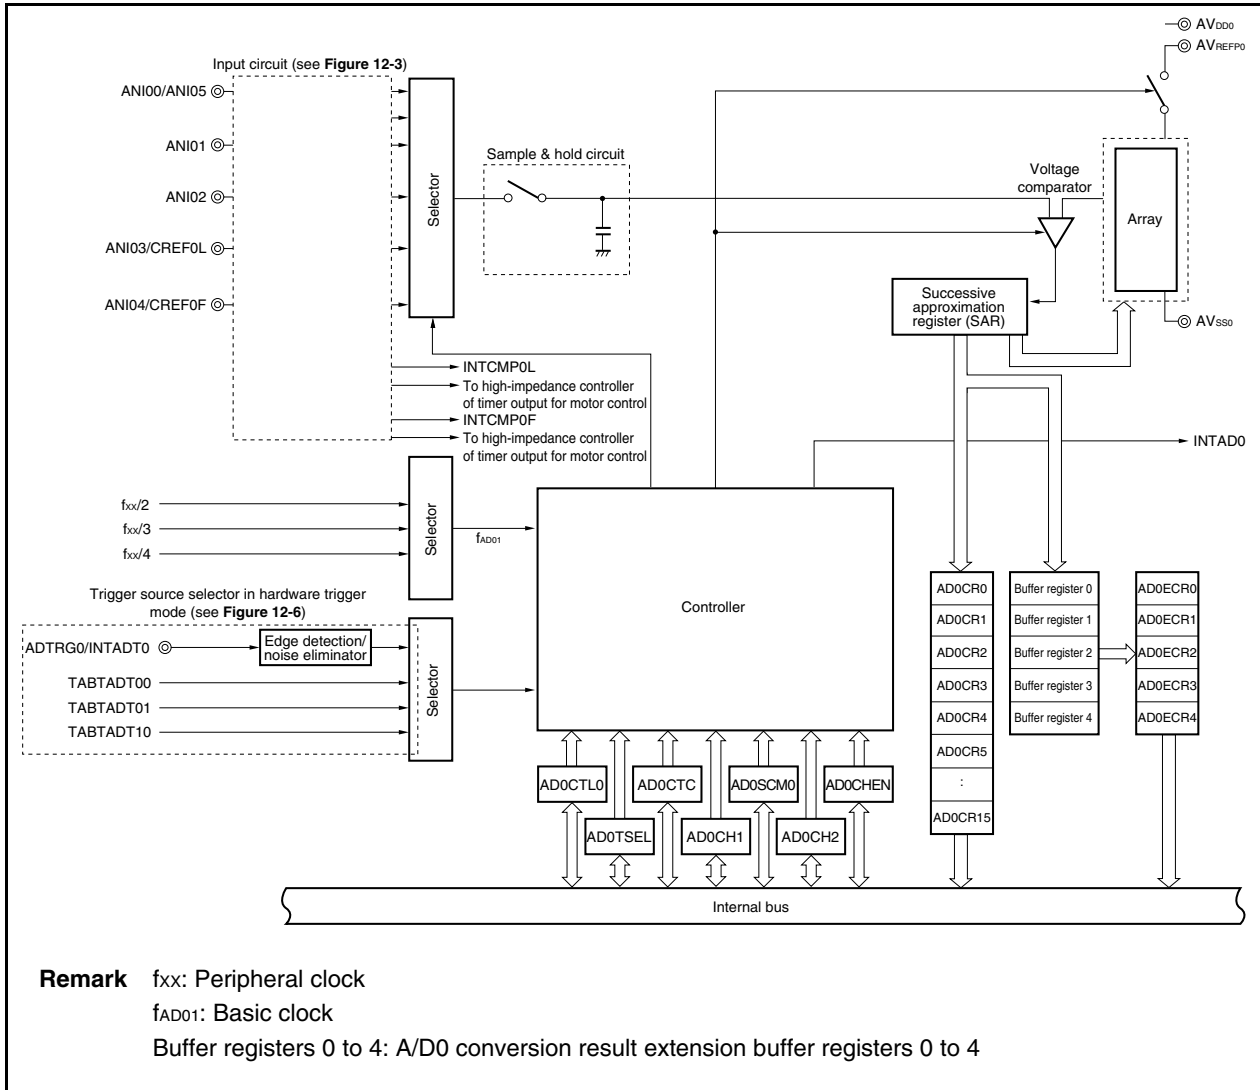 AVDD0
AVREFP0
Input circuit (see Figure 12-3)
ANI00/ANI05
ANI01
ANI02
ANI03/CREF0L
ANI04/CREF0F
Selector
Sample & hold circuit
Voltage
comparator
Array
Successive
approximation
register (SAR)
AVSS0
INTCMP0L
To high-impedance controller
of timer output for motor control
INTCMP0F
To high-impedance controller
of timer output for motor control
INTAD0
fxx/2
fxx/3
fxx/4
Selector
fAD01
Controller
Trigger source selector in hardware trigger
mode (see Figure 12-6)
ADTRG0/INTADT0
Edge detection/
noise eliminator
TABTADT00
TABTADT01
TABTADT10
Selector
AD0CR0
AD0CR1
AD0CR2
AD0CR3
AD0CR4
AD0CR5
:
AD0CR15
Buffer register 0
Buffer register 1
Buffer register 2
Buffer register 3
Buffer register 4
AD0ECR0
AD0ECR1
AD0ECR2
AD0ECR3
AD0ECR4
AD0CTL0
AD0CTC
AD0SCM0
AD0CHEN
AD0TSEL
AD0CH1
AD0CH2
Internal bus
Remark fxx: Peripheral clock
fAD01: Basic clock
Buffer registers 0 to 4: A/D0 conversion result extension buffer registers 0 to 4